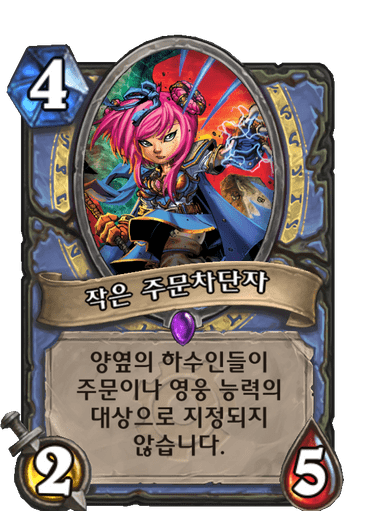 4
작은 주문차단자
양옆의 하수인들이
주문이나 영웅 능력의
대상으로 지정되지
않습니다.
2
5